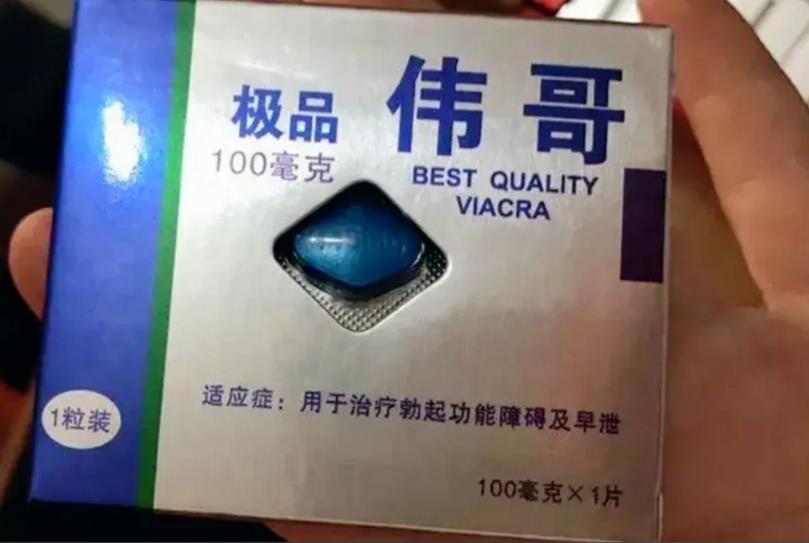 极品 伟哥
100毫克
BEST QUALITY
VIACRA
适应症：用于治疗勃起功能障碍及早泄
1粒装
100毫克×1片